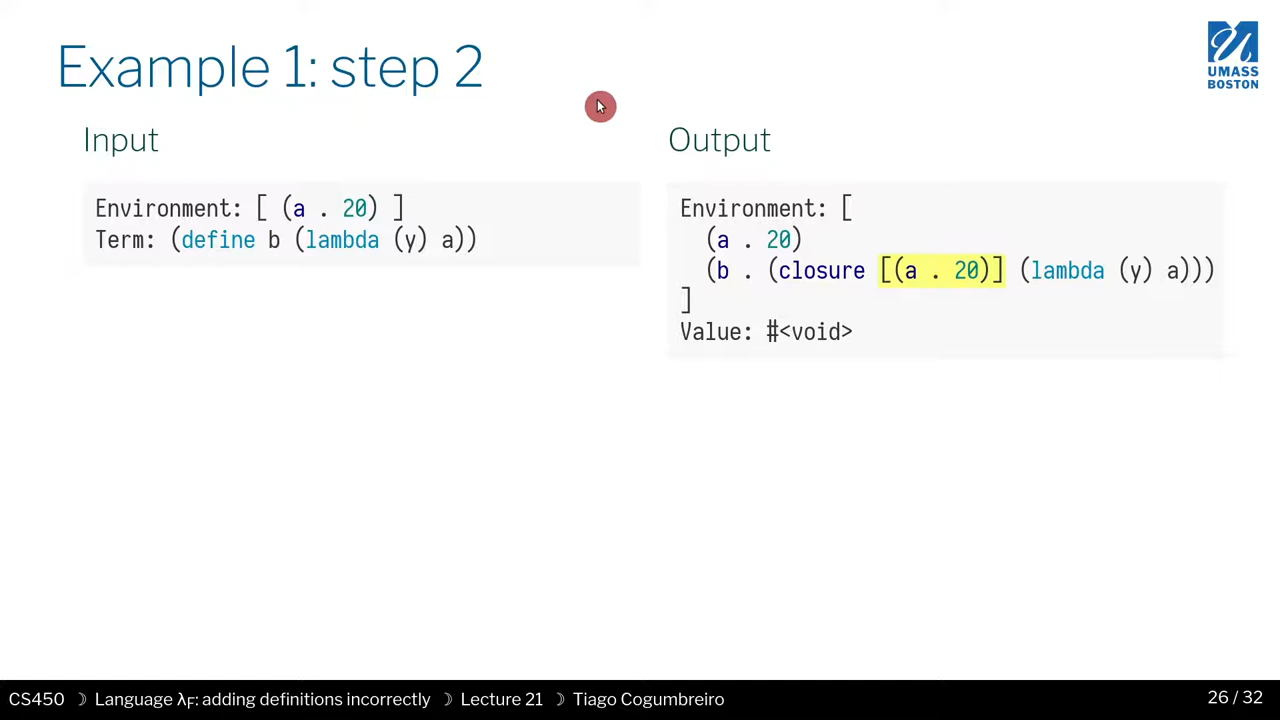 Example 1: step 2
UMASS
BOSTON
Input
Environment: [ (a . 20) ]
Term: (define b (lambda (y) a))
Output
Environment: [
(a . 20)
(b . (closure [(a . 20)] (lambda (y) a)))
]
Value: #<void>
CS450 ☽ Language λF: adding definitions incorrectly ☽ Lecture 21 ☽ Tiago Cogumbreiro
26 / 32